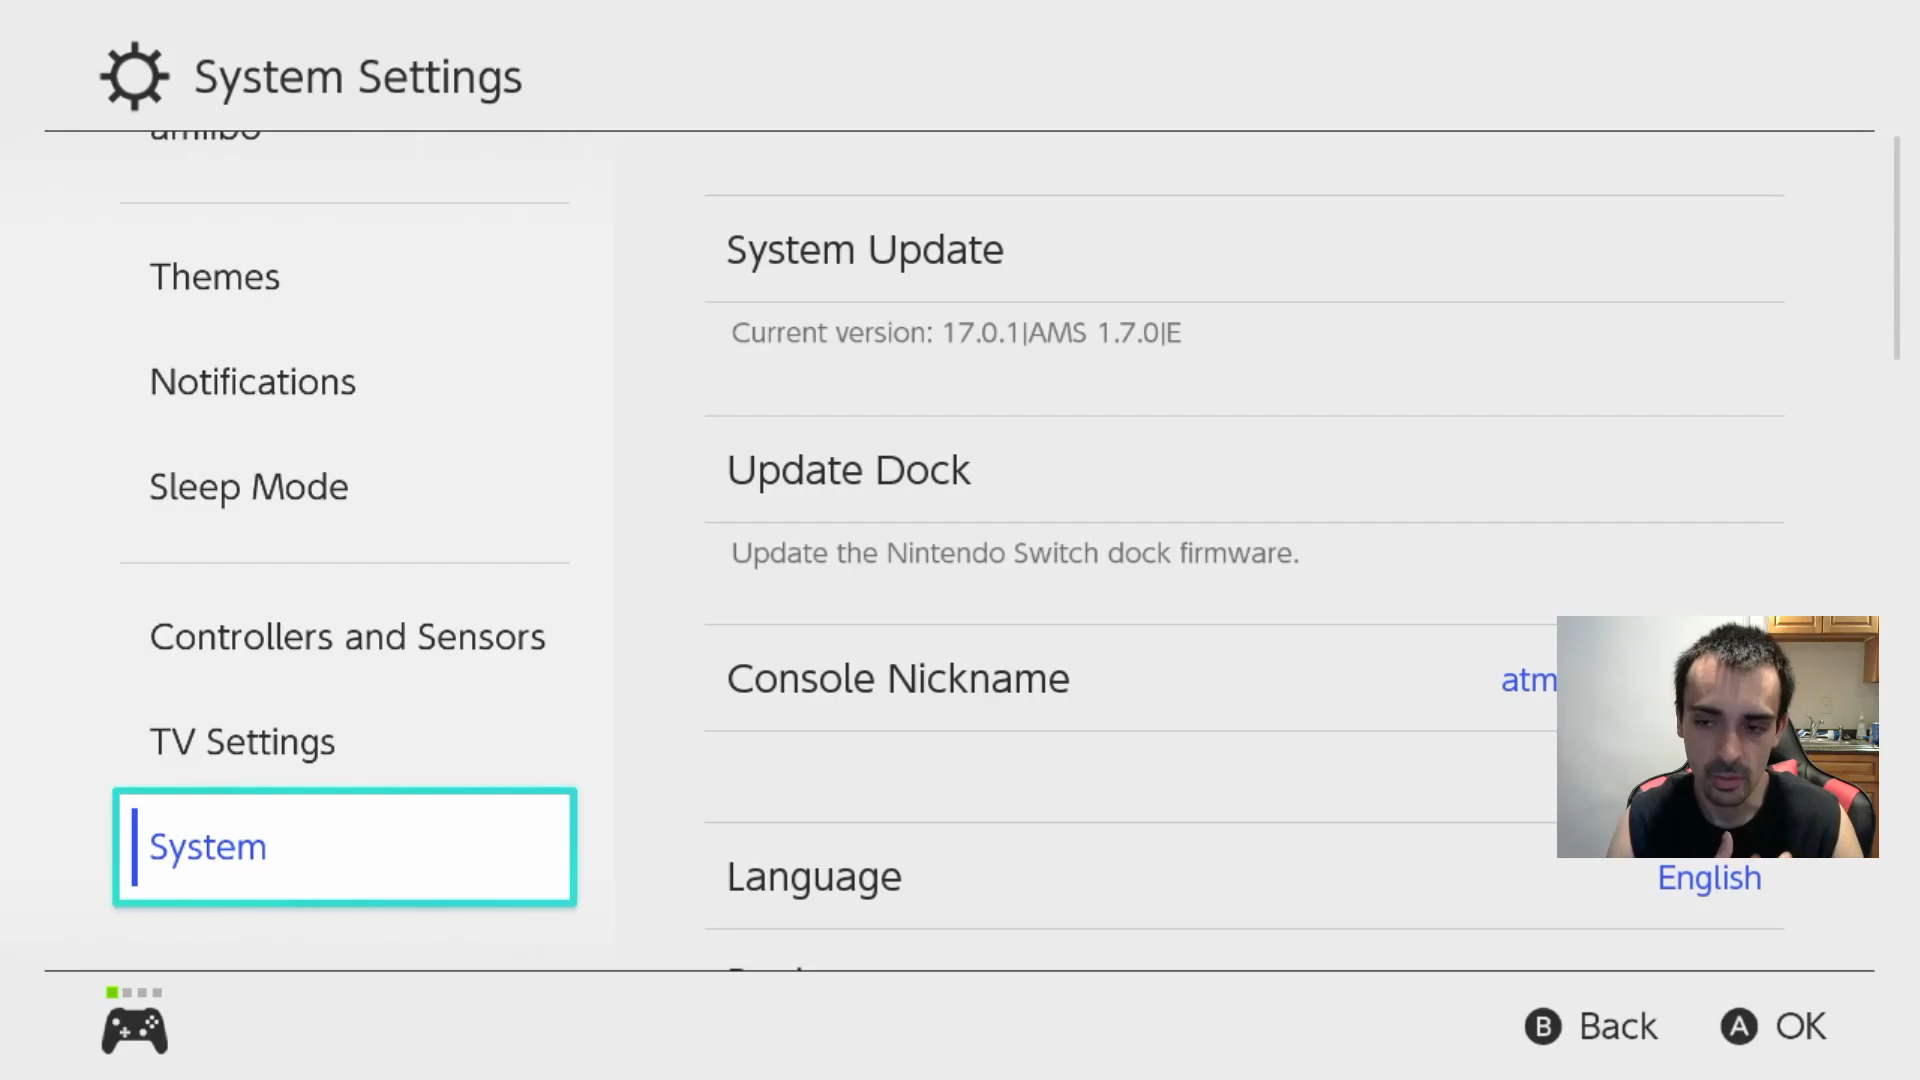 System Settings
amiibo
Themes
Notifications
Sleep Mode
Controllers and Sensors
TV Settings
System
System Update
Current version: 17.0.1|AMS 1.7.0|E
Update Dock
Update the Nintendo Switch dock firmware.
Console Nickname
atm
Language
English
B Back
A OK